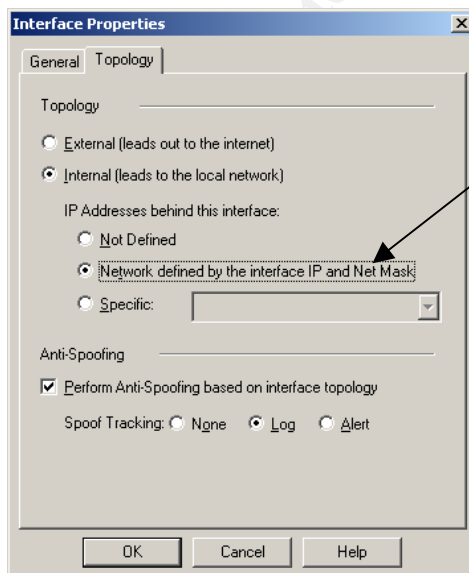 Interface Properties
General Topology
Topology
External (leads out to the internet)
Internal (leads to the local network)
IP Addresses behind this interface:
Not Defined
Network defined by the interface IP and Net Mask
Specific:
Anti-Spoofing
Perform Anti-Spoofing based on interface topology
Spoof Tracking: None Log Alert
OK Cancel Help